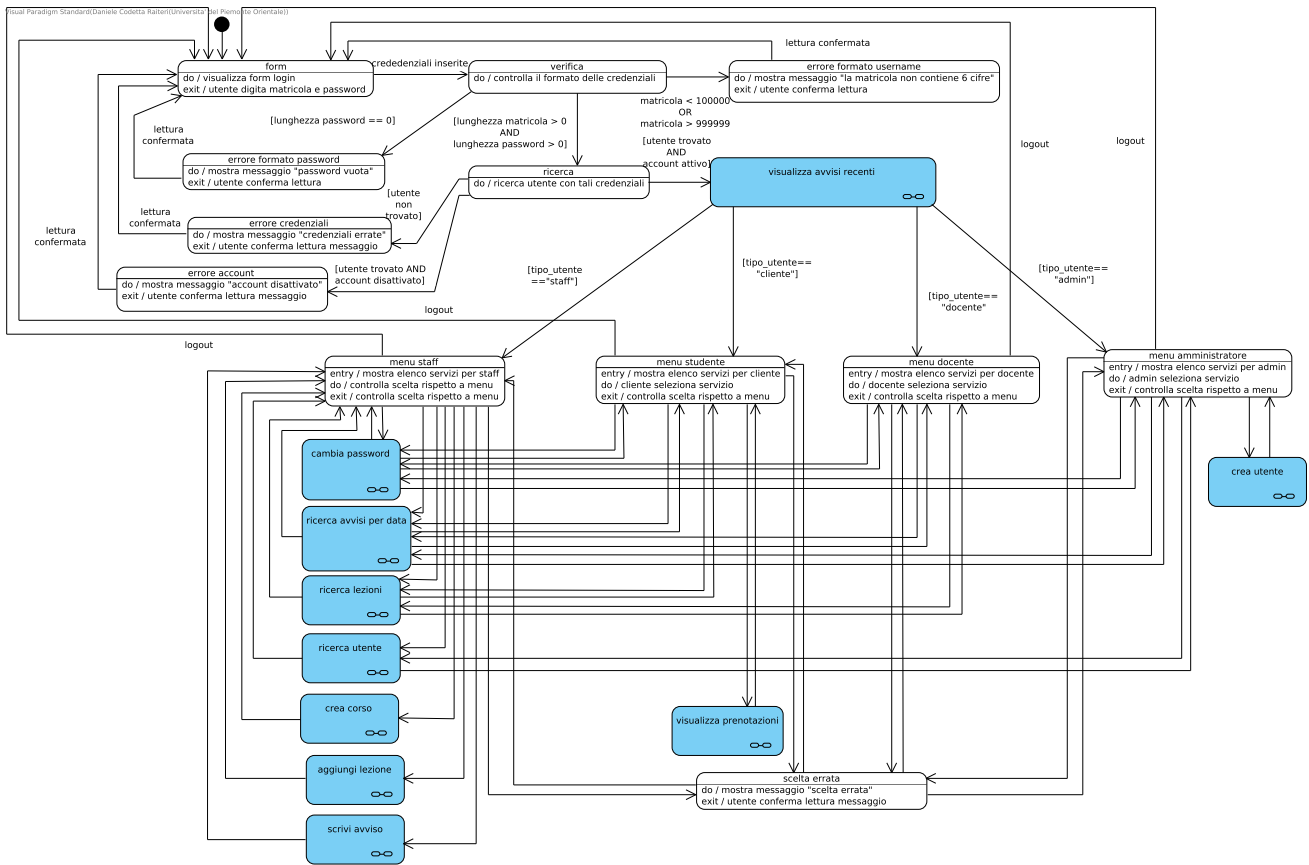 Visual Paradigm Standard(Daniele Codetta Raiteri(Universita' del Piemonte Orientale))
form
do / visualizza form login
exit / utente digita matricola e password
crededenziali inserite
verifica
do / controlla il formato delle credenziali
lettura confermata
errore formato username
do / mostra messaggio "la matricola non contiene 6 cifre"
exit / utente conferma lettura
matricola < 100000
OR
matricola > 999999
[lunghezza password == 0]
[lunghezza matricola > 0
AND
lunghezza password > 0]
lettura
confermata
[utente trovato
AND
account attivo]
logout
logout
errore formato password
do / mostra messaggio "password vuota"
exit / utente conferma lettura
ricerca
do / ricerca utente con tali credenziali
visualizza avvisi recenti
[utente
non
trovato]
lettura
confermata
errore credenziali
do / mostra messaggio "credenziali errate"
exit / utente conferma lettura messaggio
lettura
confermata
errore account
do / mostra messaggio "account disattivato"
exit / utente conferma lettura messaggio
[utente trovato AND
account disattivato]
[tipo_utente
=="staff"]
[tipo_utente==
"cliente"]
[tipo_utente==
"docente"
[tipo_utente==
"admin"]
logout
logout
menu staff
entry / mostra elenco servizi per staff
do / controlla scelta rispetto a menu
exit / controlla scelta rispetto a menu
menu studente
entry / mostra elenco servizi per cliente
do / cliente seleziona servizio
exit / controlla scelta rispetto a menu
menu docente
entry / mostra elenco servizi per docente
do / docente seleziona servizio
exit / controlla scelta rispetto a menu
menu amministratore
entry / mostra elenco servizi per admin
do / admin seleziona servizio
exit / controlla scelta rispetto a menu
cambia password
crea utente
ricerca avvisi per data
ricerca lezioni
ricerca utente
crea corso
visualizza prenotazioni
aggiungi lezione
scelta errata
do / mostra messaggio "scelta errata"
exit / utente conferma lettura messaggio
scrivi avviso